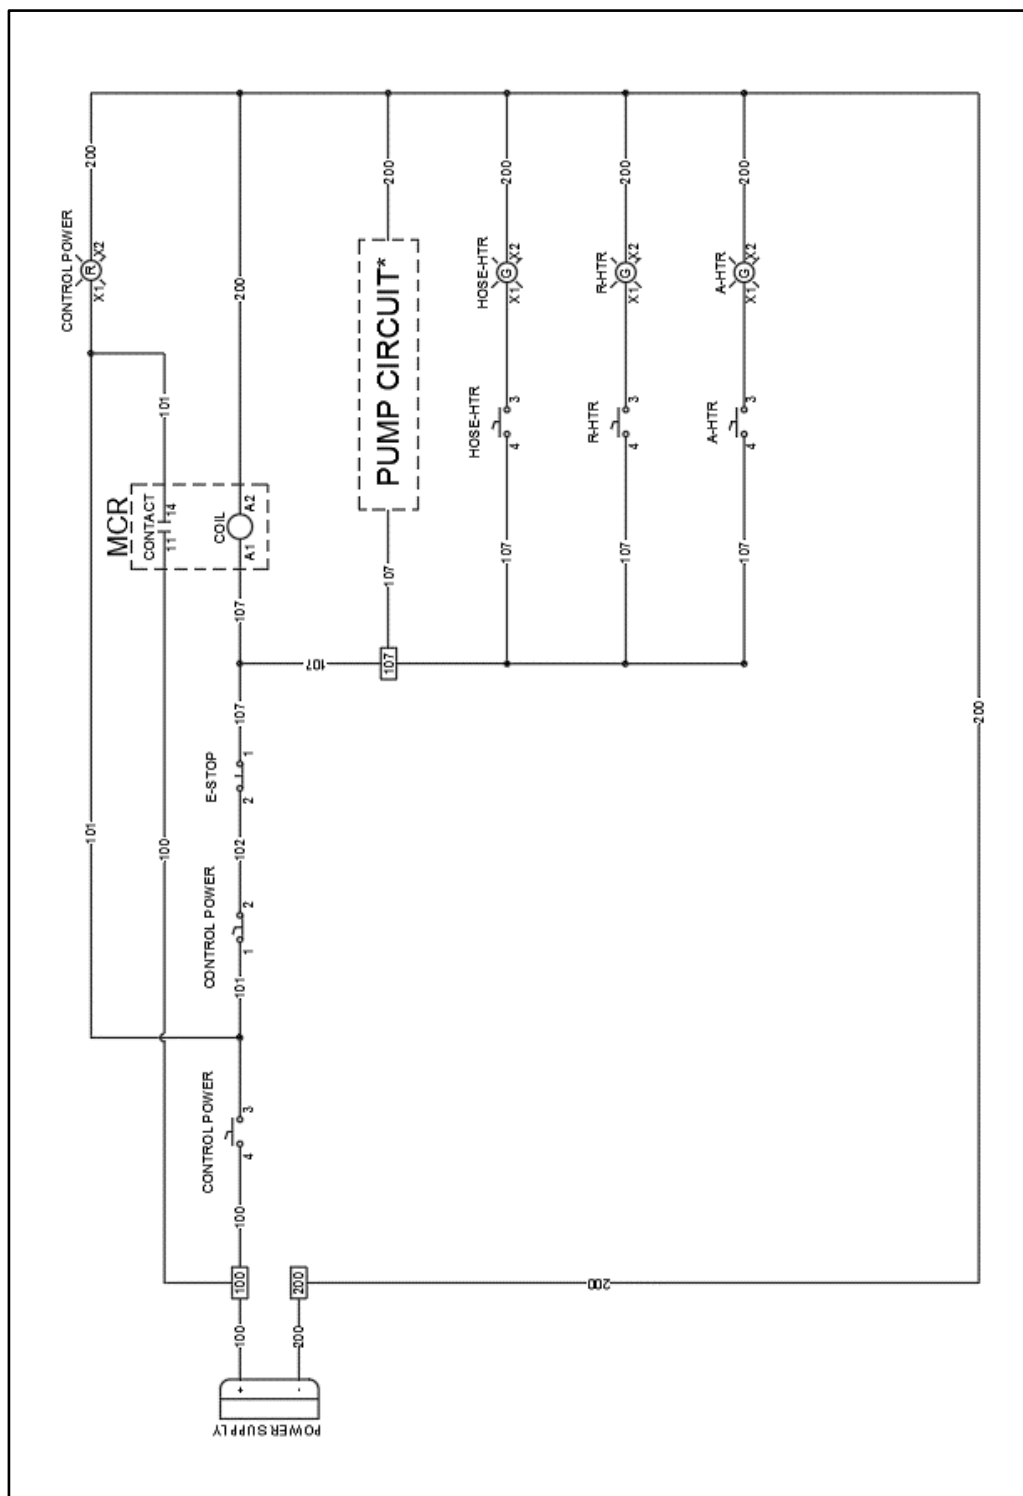 200
CONTROL POWER
R
X1
X2
101
MCR
CONTACT
11
14
COIL
A1
A2
200
107
200
PUMP CIRCUIT*
107
107
107
200
HOSE-HTR
G
X1
X2
HOSE-HTR
3
4
107
200
R-HTR
G
X1
X2
R-HTR
3
4
107
200
A-HTR
G
X1
X2
A-HTR
3
4
107
107
E-STOP
1
2
102
CONTROL POWER
2
1
101
101
100
CONTROL POWER
3
4
100
100
200
100
200
+
-
POWER SUPPLY
200
200